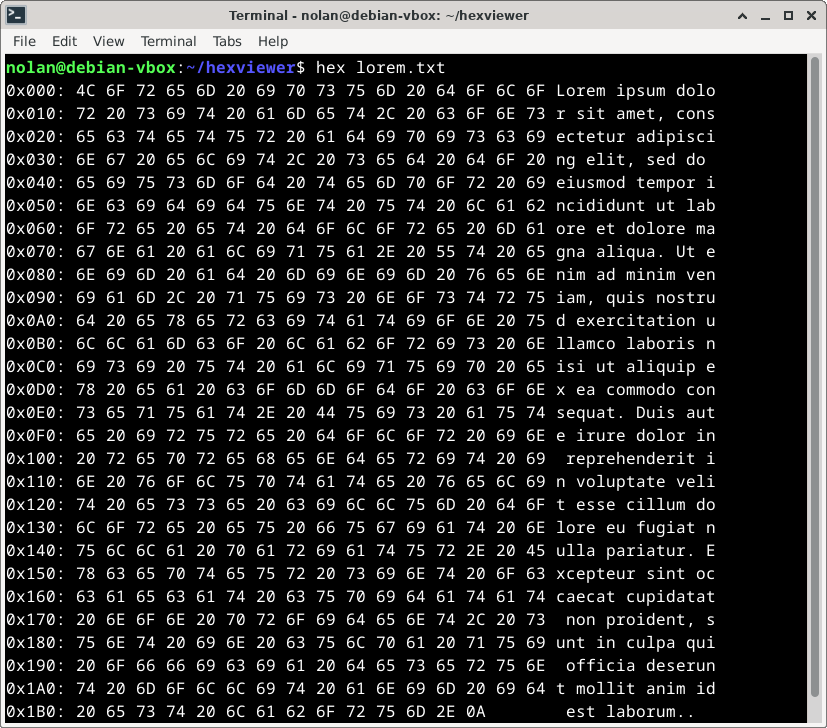 Terminal - nolan@debian-vbox: ~/hexviewer
File Edit View Terminal Tabs Help
nolan@debian-vbox:~/hexviewer$ hex lorem.txt
0x000: 4C 6F 72 65 6D 20 69 70 73 75 6D 20 64 6F 6C 6F Lorem ipsum dolo
0x010: 72 20 73 69 74 20 61 6D 65 74 2C 20 63 6F 6E 73 r sit amet, cons
0x020: 65 63 74 65 74 75 72 20 61 64 69 70 69 73 63 69 ectetur adipisci
0x030: 6E 67 20 65 6C 69 74 2C 20 73 65 64 20 64 6F 20 ng elit, sed do
0x040: 65 69 75 73 6D 6F 64 20 74 65 6D 70 6F 72 20 69 eiusmod tempor i
0x050: 6E 63 69 64 69 64 75 6E 74 20 75 74 20 6C 61 62 ncididunt ut lab
0x060: 6F 72 65 20 65 74 20 64 6F 6C 6F 72 65 20 6D 61 ore et dolore ma
0x070: 67 6E 61 20 61 6C 69 71 75 61 2E 20 55 74 20 65 gna aliqua. Ut e
0x080: 6E 69 6D 20 61 64 20 6D 69 6E 69 6D 20 76 65 6E nim ad minim ven
0x090: 69 61 6D 2C 20 71 75 69 73 20 6E 6F 73 74 72 75 iam, quis nostru
0x0A0: 64 20 65 78 65 72 63 69 74 61 74 69 6F 6E 20 75 d exercitation u
0x0B0: 6C 6C 61 6D 63 6F 20 6C 61 62 6F 72 69 73 20 6E llamco laboris n
0x0C0: 69 73 69 20 75 74 20 61 6C 69 71 75 69 70 20 65 isi ut aliquip e
0x0D0: 78 20 65 61 20 63 6F 6D 6D 6F 64 6F 20 63 6F 6E x ea commodo con
0x0E0: 73 65 71 75 61 74 2E 20 44 75 69 73 20 61 75 74 sequat. Duis aut
0x0F0: 65 20 69 72 75 72 65 20 64 6F 6C 6F 72 20 69 6E e irure dolor in
0x100: 20 72 65 70 72 65 68 65 6E 64 65 72 69 74 20 69  reprehenderit i
0x110: 6E 20 76 6F 6C 75 70 74 61 74 65 20 76 65 6C 69 n voluptate veli
0x120: 74 20 65 73 73 65 20 63 69 6C 6C 75 6D 20 64 6F t esse cillum do
0x130: 6C 6F 72 65 20 65 75 20 66 75 67 69 61 74 20 6E lore eu fugiat n
0x140: 75 6C 6C 61 20 70 61 72 69 61 74 75 72 2E 20 45 ulla pariatur. E
0x150: 78 63 65 70 74 65 75 72 20 73 69 6E 74 20 6F 63 xcepteur sint oc
0x160: 63 61 65 63 61 74 20 63 75 70 69 64 61 74 61 74 caecat cupidatat
0x170: 20 6E 6F 6E 20 70 72 6F 69 64 65 6E 74 2C 20 73  non proident, s
0x180: 75 6E 74 20 69 6E 20 63 75 6C 70 61 20 71 75 69 unt in culpa qui
0x190: 20 6F 66 66 69 63 69 61 20 64 65 73 65 72 75 6E  officia deserun
0x1A0: 74 20 6D 6F 6C 6C 69 74 20 61 6E 69 6D 20 69 64 t mollit anim id
0x1B0: 20 65 73 74 20 6C 61 62 6F 72 75 6D 2E 0A        est laborum..